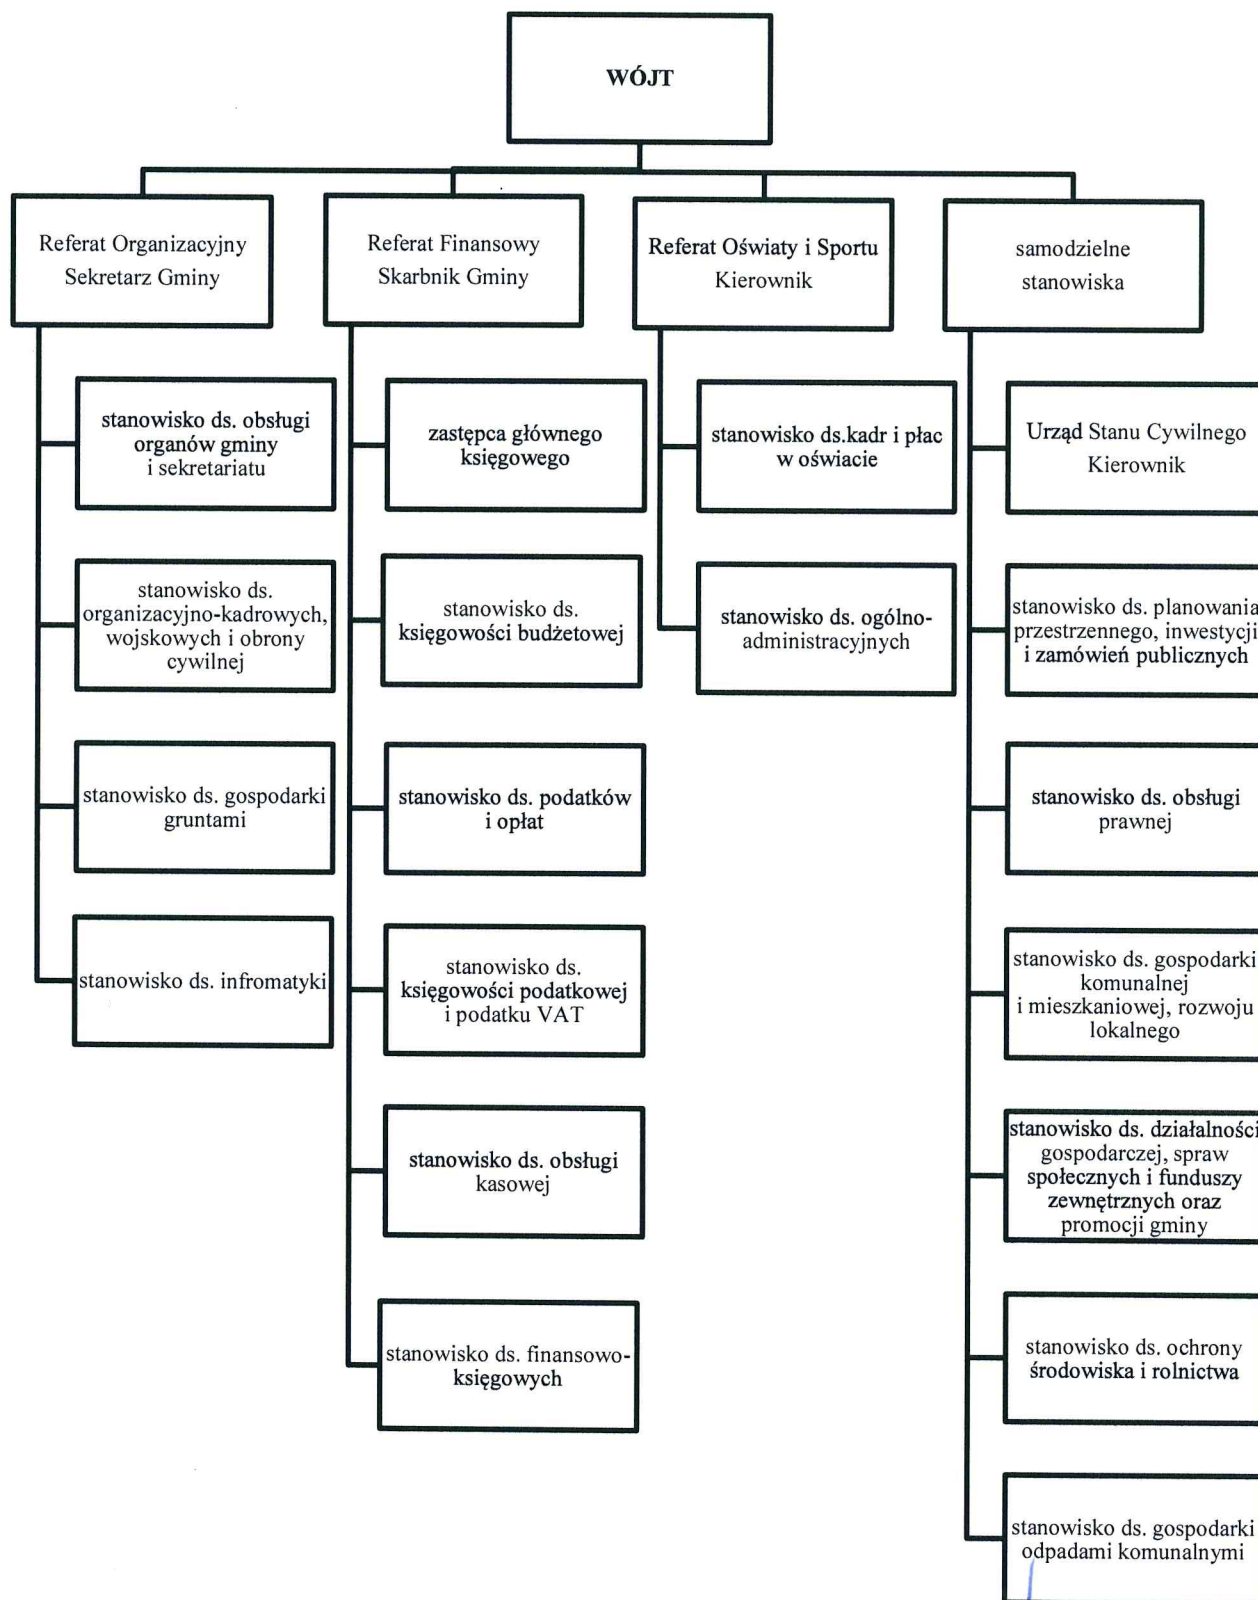 WÓJT
Referat Organizacyjny
Sekretarz Gminy
stanowisko ds. obsługi
organów gminy
i sekretariatu
stanowisko ds.
organizacyjno-kadrowych,
wojskowych i obrony
cywilnej
stanowisko ds. gospodarki
gruntami
stanowisko ds. infromatyki
Referat Finansowy
Skarbnik Gminy
zastępca głównego
księgowego
stanowisko ds.
księgowości budżetowej
stanowisko ds. podatków
i opłat
stanowisko ds.
księgowości podatkowej
i podatku VAT
stanowisko ds. obsługi
kasowej
stanowisko ds. finansowo-
księgowych
Referat Oświaty i Sportu
Kierownik
stanowisko ds.kadr i płac
w oświacie
stanowisko ds. ogólno-
administracyjnych
samodzielne
stanowiska
Urząd Stanu Cywilnego
Kierownik
stanowisko ds. planowania
przestrzennego, inwestycji
i zamówień publicznych
stanowisko ds. obsługi
prawnej
stanowisko ds. gospodarki
komunalnej
i mieszkaniowej, rozwoju
lokalnego
stanowisko ds. działalności
gospodarczej, spraw
społecznych i funduszy
zewnętrznych oraz
promocji gminy
stanowisko ds. ochrony
środowiska i rolnictwa
stanowisko ds. gospodarki
odpadami komunalnymi